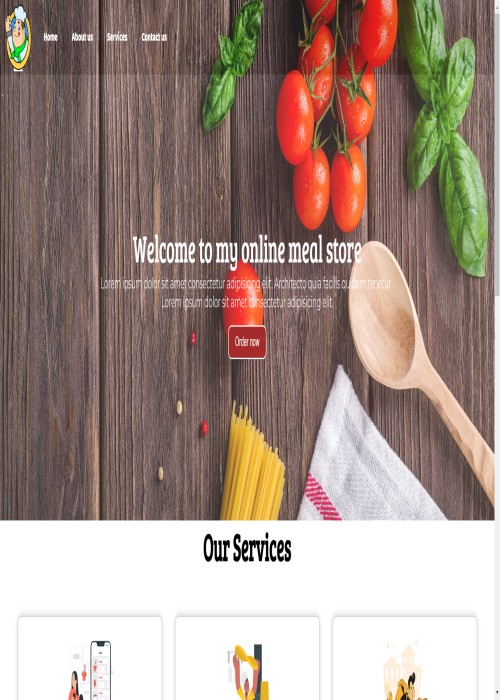 Home About us Services Contact us
Welcome to my online meal store
Lorem ipsum dolor sit amet consectetur adipisicing elit. Architecto quia facilis quidem tenetur
Lorem ipsum dolor sit amet consectetur adipisicing elit.
Order now
Our Services